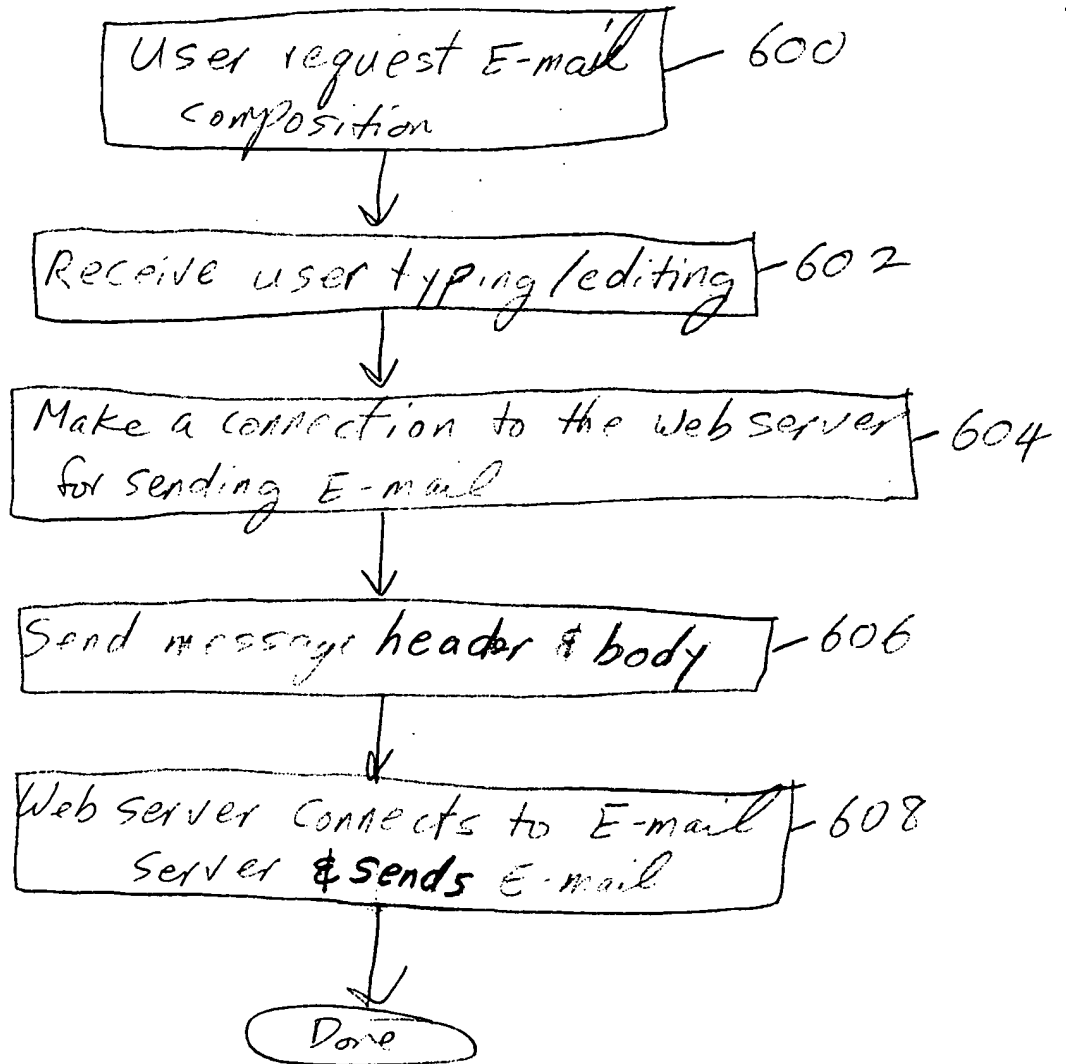 User request E-mail 600
composition
Receive user typing/editing 602
Make a connection to the web server 604
for sending E-mail
Send message header & body 606
Web server connects to E-mail 608
server & sends E-mail
Done